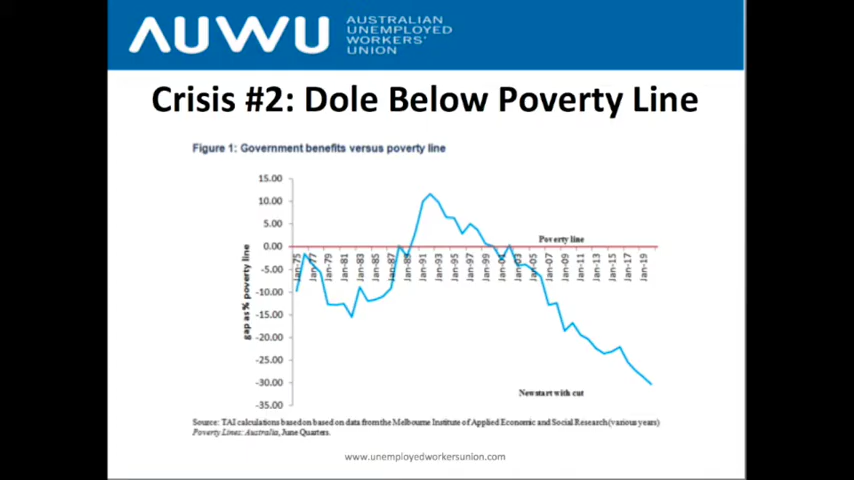 AUWU
AUSTRALIAN
UNEMPLOYED
WORKERS'
UNION
Crisis #2: Dole Below Poverty Line
Figure 1: Government benefits versus poverty line
15.00
10.00
5.00
0.00
-5.00
-10.00
-15.00
-20.00
-25.00
-30.00
-35.00
gap as % poverty line
Poverty line
Jan-75
Jan-77
Jan-79
Jan-81
Jan-83
Jan-85
Jan-87
Jan-89
Jan-91
Jan-93
Jan-95
Jan-97
Jan-99
Jan-01
Jan-03
Jan-05
Jan-07
Jan-09
Jan-11
Jan-13
Jan-15
Jan-17
Jan-19
Newstart with cut
Source: TAI calculations based on based on data from the Melbourne Institute of Applied Economic and Social Research (various years)
Poverty Lines: Australia, June Quarters.
www.unemployedworkersunion.com